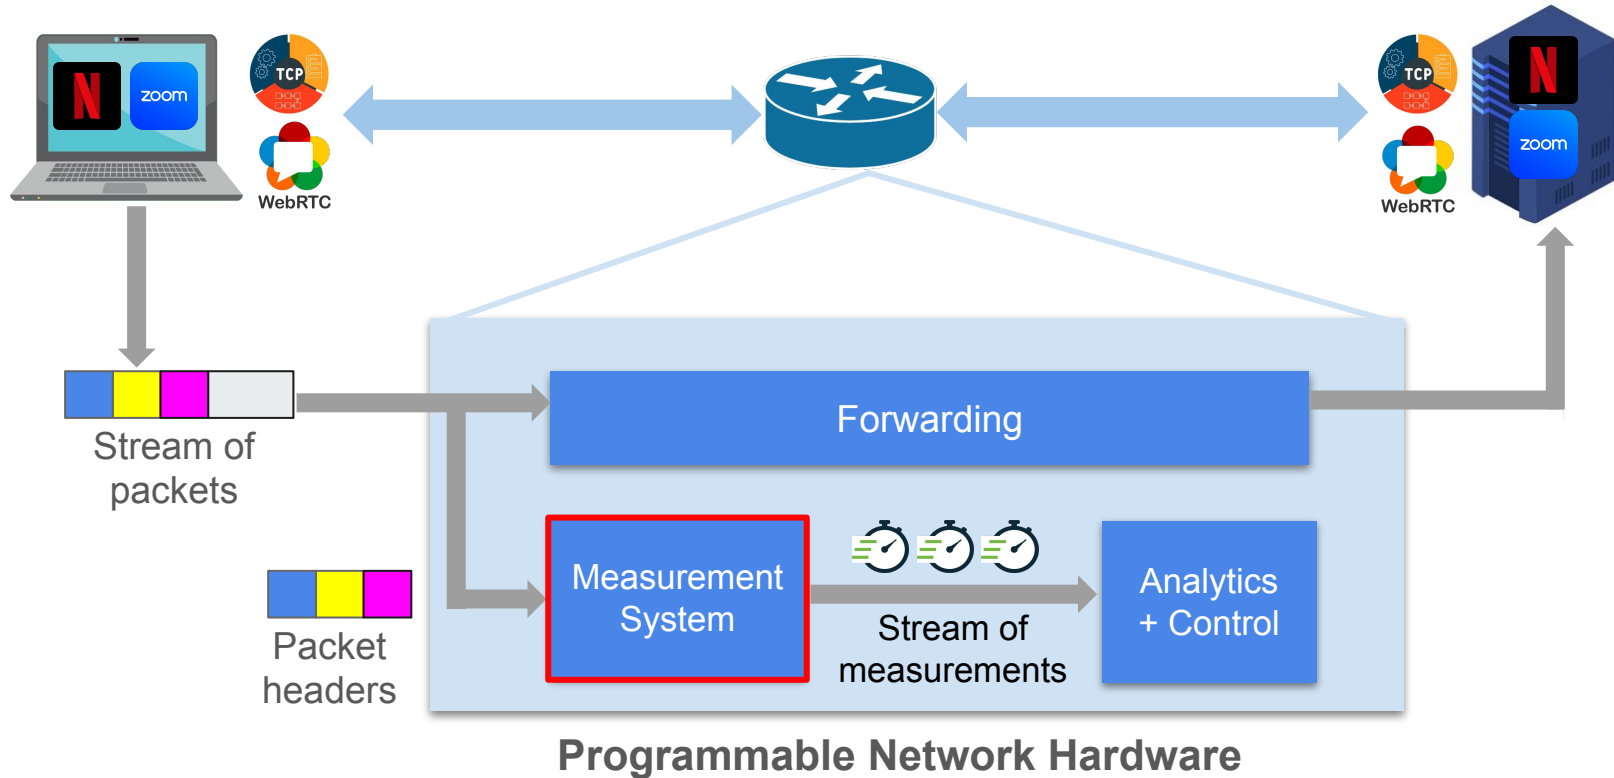 N
zoom
TCP
WebRTC
TCP
WebRTC
N
zoom
Stream of
packets
Forwarding
Packet
headers
Measurement
System
Stream of
measurements
Analytics
+ Control
Programmable Network Hardware